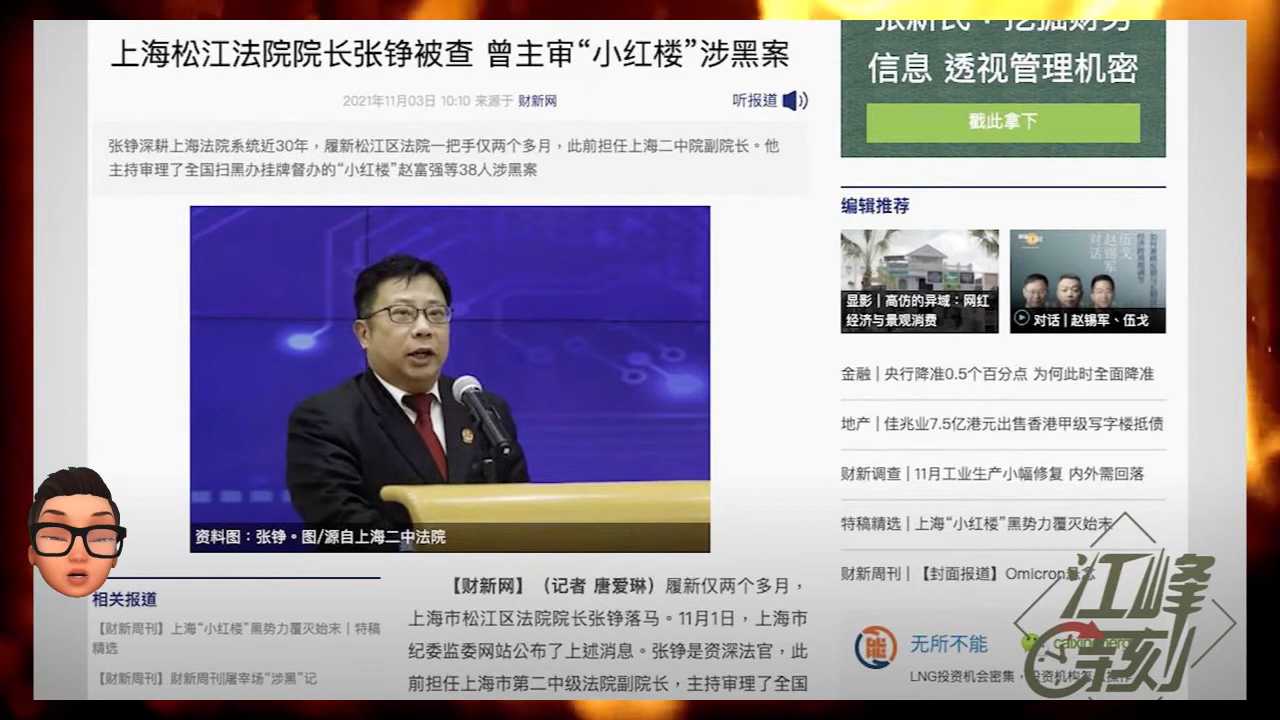 上海松江法院院长张铮被查 曾主审“小红楼”涉黑案
2021年11月03日 10:10 来源于 财新网
听报道
张铮深耕上海法院系统近30年，履新松江区法院一把手仅两个多月，此前担任上海二中院副院长。他
主持审理了全国扫黑办挂牌督办的“小红楼”赵富强等38人涉黑案
资料图：张铮。图/源自上海二中法院
相关报道
【财新周刊】上海“小红楼”黑势力覆灭始末｜特稿
精选
【财新周刊】财新周刊|屠宰场“涉黑”记
【财新网】（记者 唐爱琳）履新仅两个多月，
上海市松江区法院院长张铮落马。11月1日，上海市
纪委监委网站公布了上述消息。张铮是资深法官，此
前担任上海市第二中级法院副院长，主持审理了全国
张新民·挖掘财务
信息 透视管理机密
戳此拿下
编辑推荐
显影｜高仿的异域：网红
经济与景观消费
对话｜赵锡军、伍戈
金融｜央行降准0.5个百分点 为何此时全面降准
地产｜佳兆业7.5亿港元出售香港甲级写字楼抵债
财新调查｜11月工业生产小幅修复 内外需回落
特稿精选｜上海“小红楼”黑势力覆灭始末
财新周刊｜【封面报道】Omicron悬念
能
无所不能
caixinenergy
LNG投资机会密集，
江峰
时刻